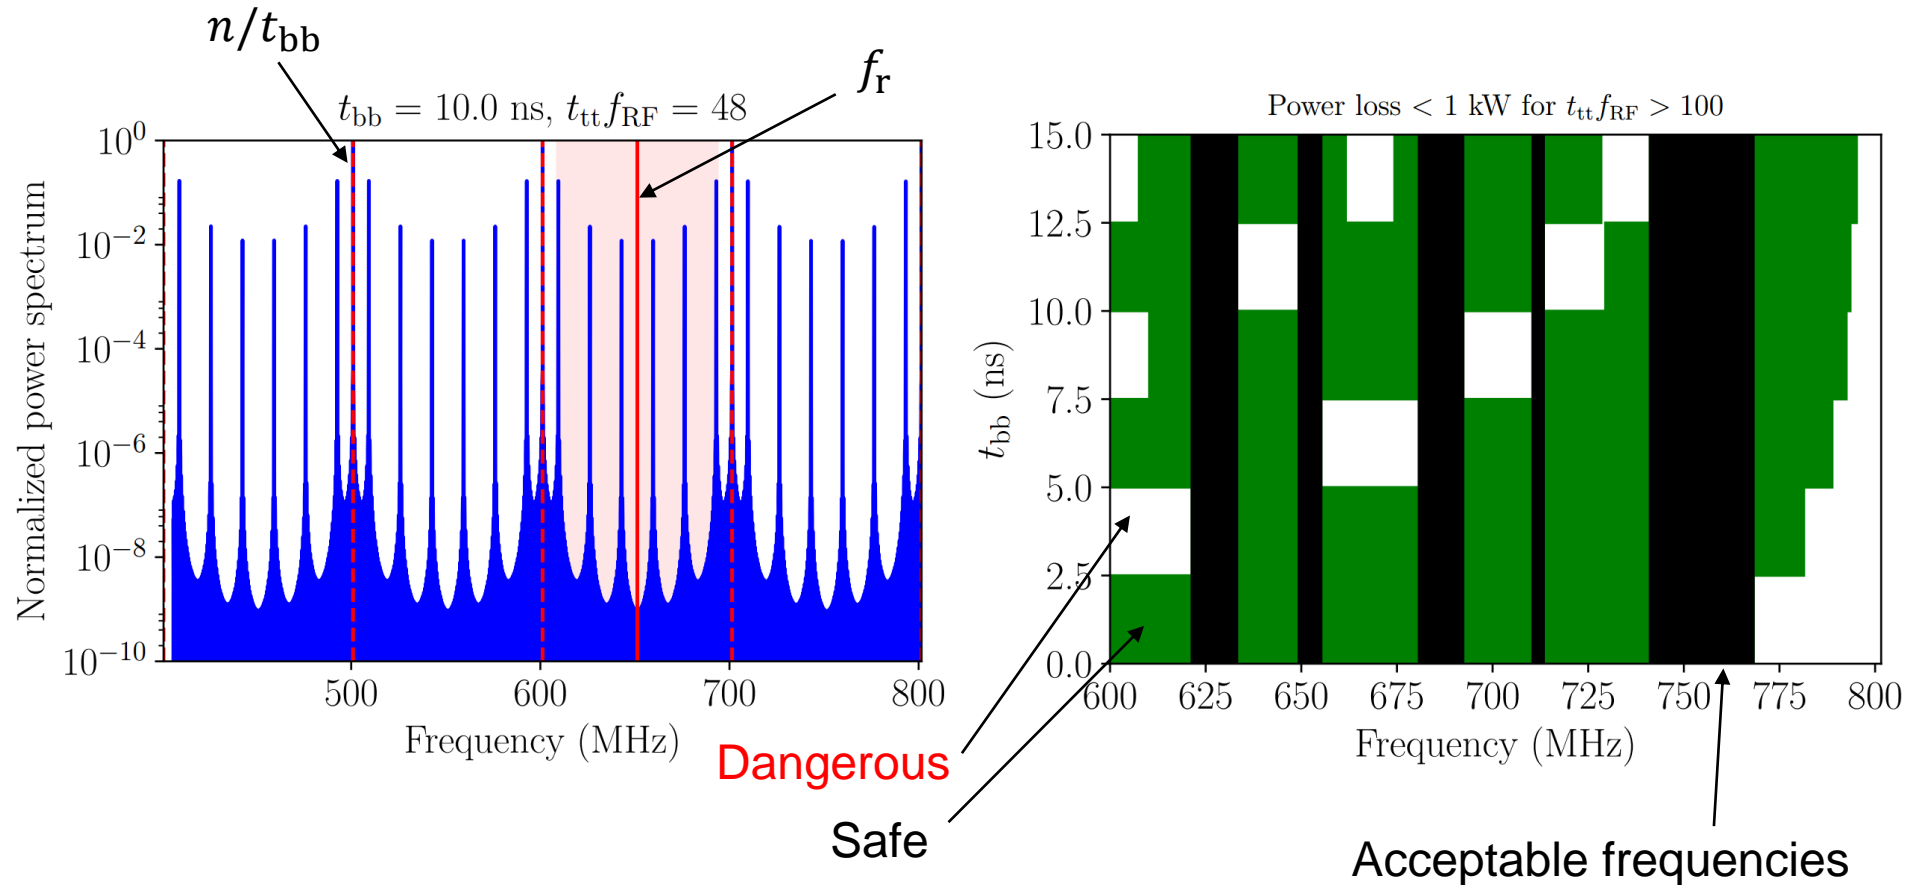 n/t_bb
f_r
t_bb = 10.0 ns, t_tt f_RF = 48
10^0
10^−2
10^−4
10^−6
10^−8
10^−10
Normalized power spectrum
500 600 700 800
Frequency (MHz)
Power loss < 1 kW for t_tt f_RF > 100
15.0
12.5
10.0
7.5
5.0
2.5
0.0
t_bb (ns)
600 625 650 675 700 725 750 775 800
Frequency (MHz)
Dangerous
Safe
Acceptable frequencies